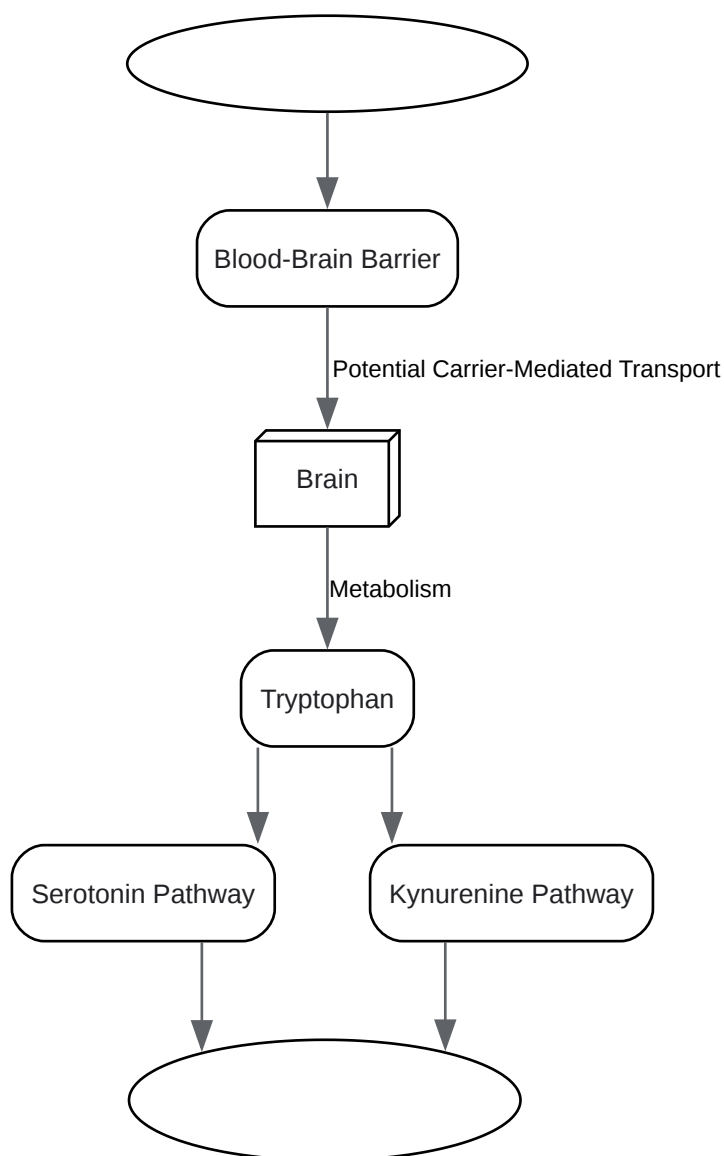 Blood-Brain Barrier
Potential Carrier-Mediated Transport
Brain
Metabolism
Tryptophan
Serotonin Pathway
Kynurenine Pathway